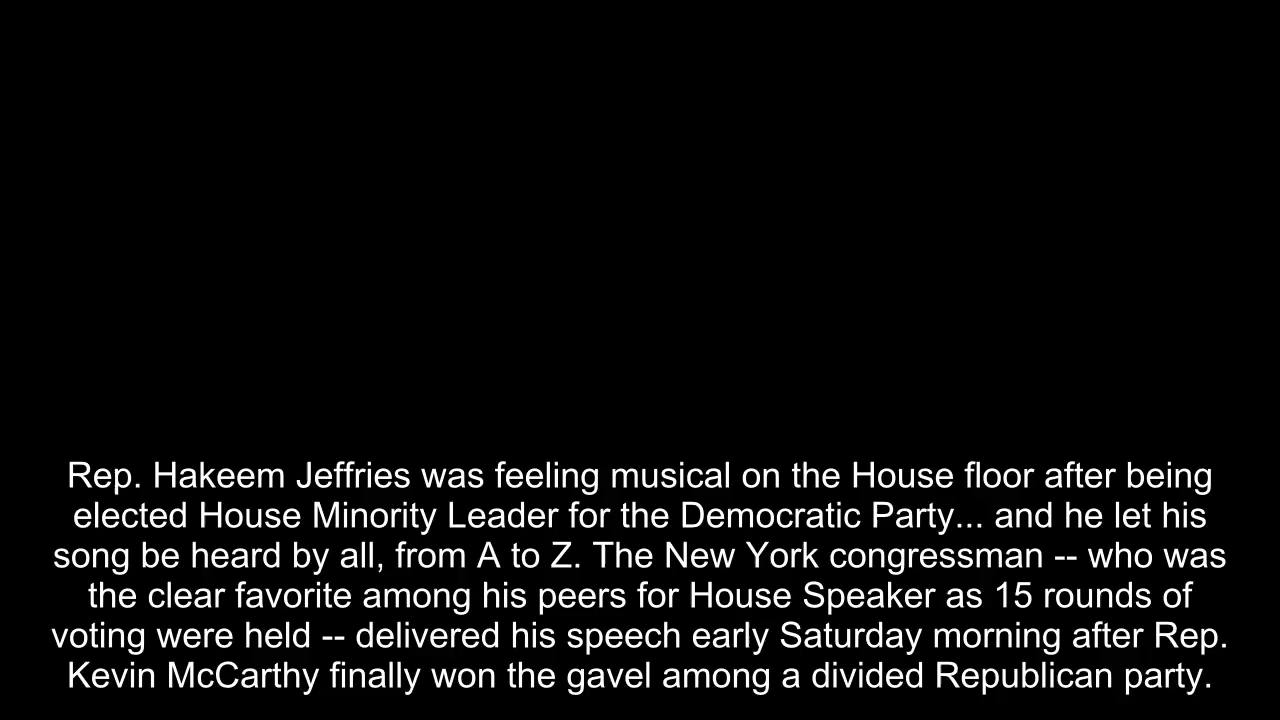 Rep. Hakeem Jeffries was feeling musical on the House floor after being
elected House Minority Leader for the Democratic Party... and he let his
song be heard by all, from A to Z. The New York congressman -- who was
the clear favorite among his peers for House Speaker as 15 rounds of
voting were held -- delivered his speech early Saturday morning after Rep.
Kevin McCarthy finally won the gavel among a divided Republican party.